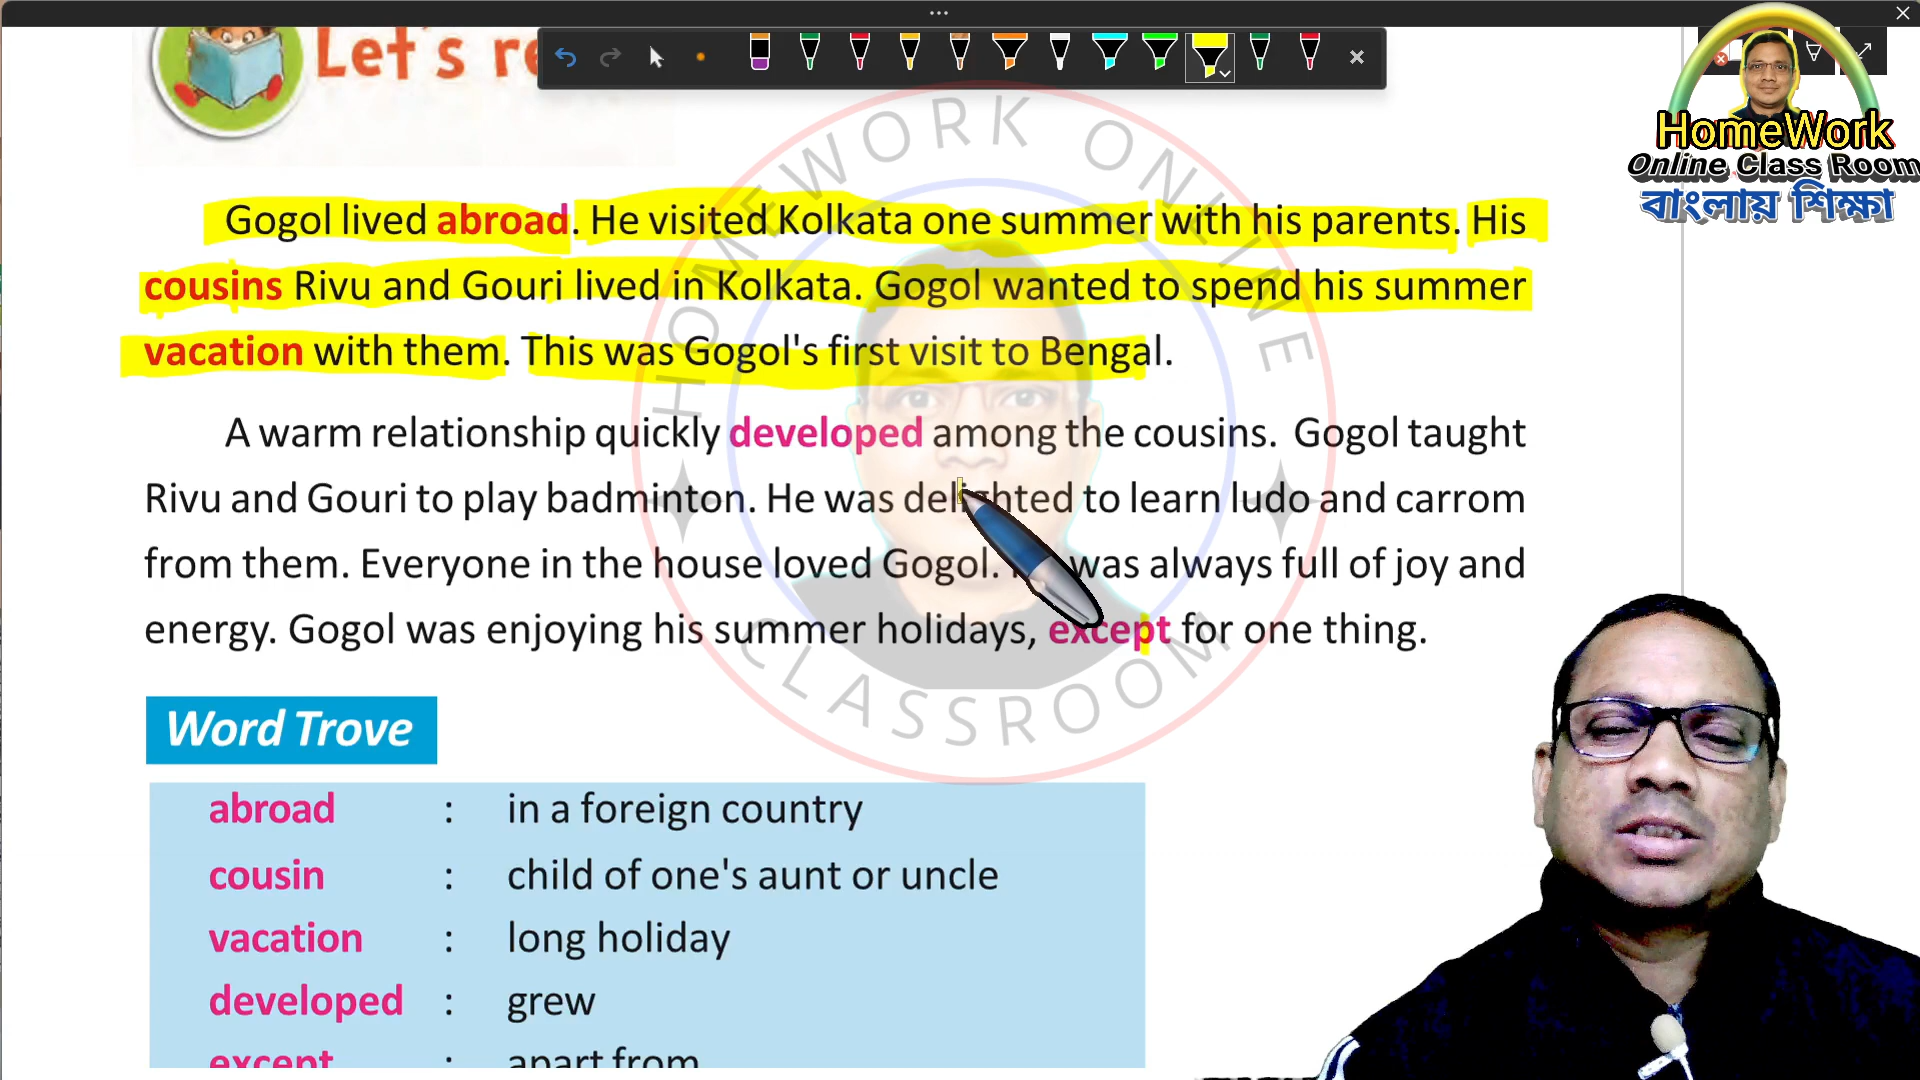 Let's re
HomeWork
Online Class Room
বাংলায় শিক্ষা
Gogol lived abroad. He visited Kolkata one summer with his parents. His
cousins Rivu and Gouri lived in Kolkata. Gogol wanted to spend his summer
vacation with them. This was Gogol's first visit to Bengal.
A warm relationship quickly developed among the cousins. Gogol taught
Rivu and Gouri to play badminton. He was delighted to learn ludo and carrom
from them. Everyone in the house loved Gogol. was always full of joy and
energy. Gogol was enjoying his summer holidays, except for one thing.
HOMEWORK ONLINE
CLASSROOM
Word Trove
abroad : in a foreign country
cousin : child of one's aunt or uncle
vacation : long holiday
developed : grew
except : apart from